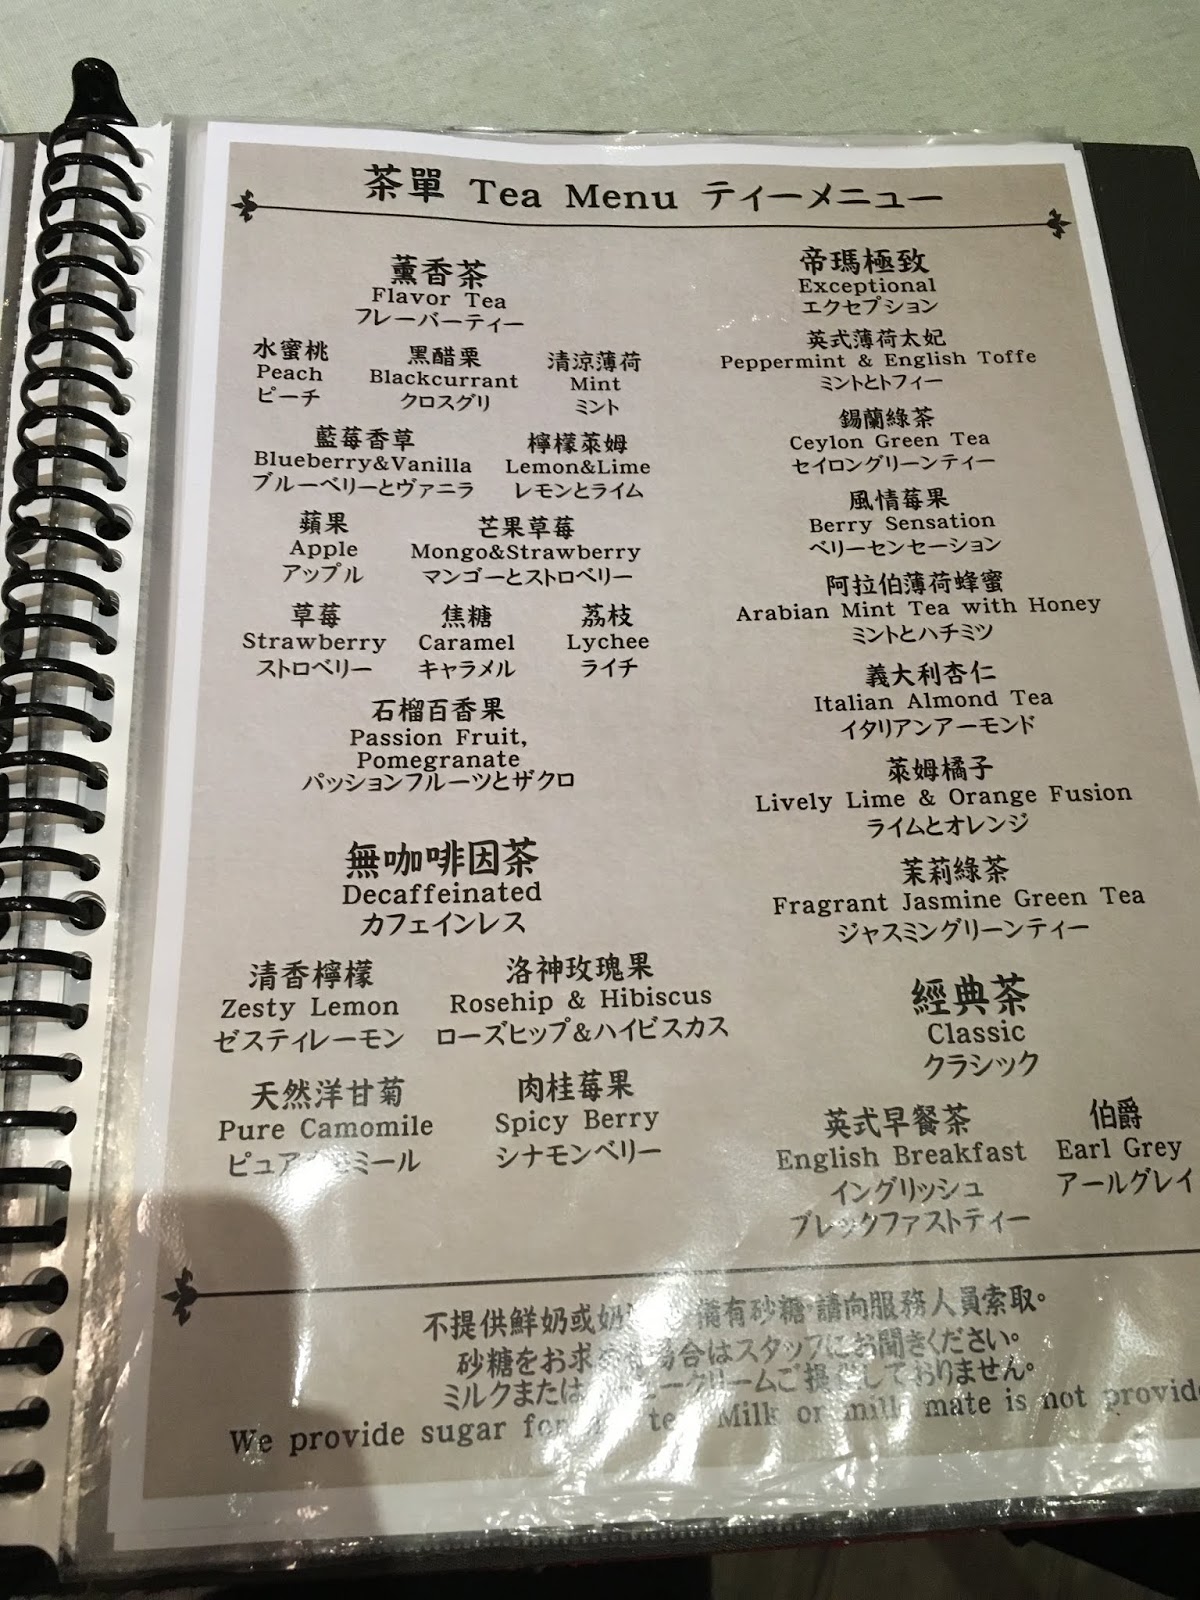 茶單 Tea Menu ティーメニュー
薰香茶
Flavor Tea
フレーバーティー
水蜜桃 黑醋栗 清涼薄荷
Peach Blackcurrant Mint
ピーチ クロスグリ ミント
藍莓香草 檸檬萊姆
Blueberry&Vanilla Lemon&Lime
ブルーベリーとヴァニラ レモンとライム
蘋果 芒果草莓
Apple Mongo&Strawberry
アップル マンゴーとストロベリー
草莓 焦糖 荔枝
Strawberry Caramel Lychee
ストロベリー キャラメル ライチ
石榴百香果
Passion Fruit,
Pomegranate
パッションフルーツとザクロ
無咖啡因茶
Decaffeinated
カフェインレス
清香檸檬 洛神玫瑰果
Zesty Lemon Rosehip & Hibiscus
ゼスティレーモン ローズヒップ＆ハイビスカス
天然洋甘菊 肉桂莓果
Pure Camomile Spicy Berry
ピュア ミール シナモンベリー
帝瑪極致
Exceptional
エクセプション
英式薄荷太妃
Peppermint & English Toffe
ミントとトフィー
錫蘭綠茶
Ceylon Green Tea
セイロングリーンティー
風情莓果
Berry Sensation
ベリーセンセーション
阿拉伯薄荷蜂蜜
Arabian Mint Tea with Honey
ミントとハチミツ
義大利杏仁
Italian Almond Tea
イタリアンアーモンド
萊姆橘子
Lively Lime & Orange Fusion
ライムとオレンジ
茉莉綠茶
Fragrant Jasmine Green Tea
ジャスミングリーンティー
經典茶
Classic
クラシック
英式早餐茶 伯爵
English Breakfast Earl Grey
イングリッシュ アールグレイ
ブレックファストティー
不提供鮮奶或奶 備有砂糖,請向服務人員索取。
砂糖をお求 場合はスタッフにお聞きください。
ミルクまたは ークリームご提供しておりません。
We provide sugar for Milk or milk mate is not provid